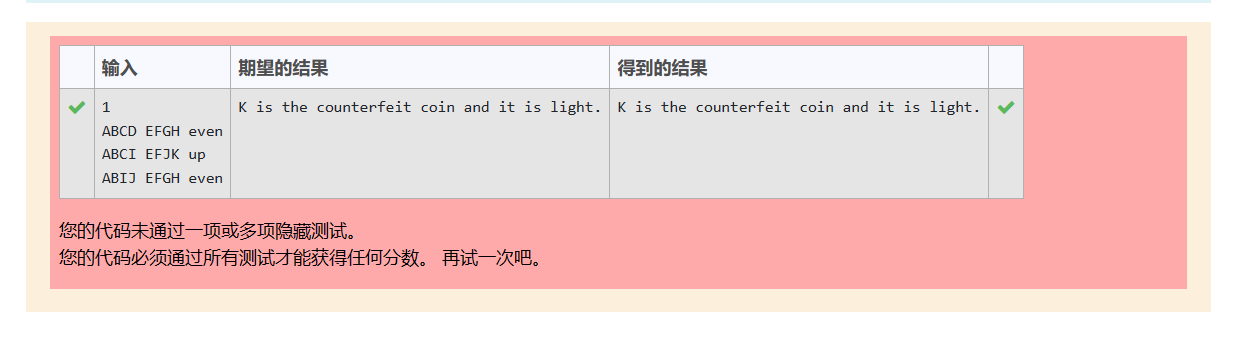 输入 期望的结果 得到的结果
1 K is the counterfeit coin and it is light. K is the counterfeit coin and it is light.
ABCD EFGH even
ABCI EFJK up
ABIJ EFGH even
您的代码未通过一项或多项隐藏测试。
您的代码必须通过所有测试才能获得任何分数。 再试一次吧。